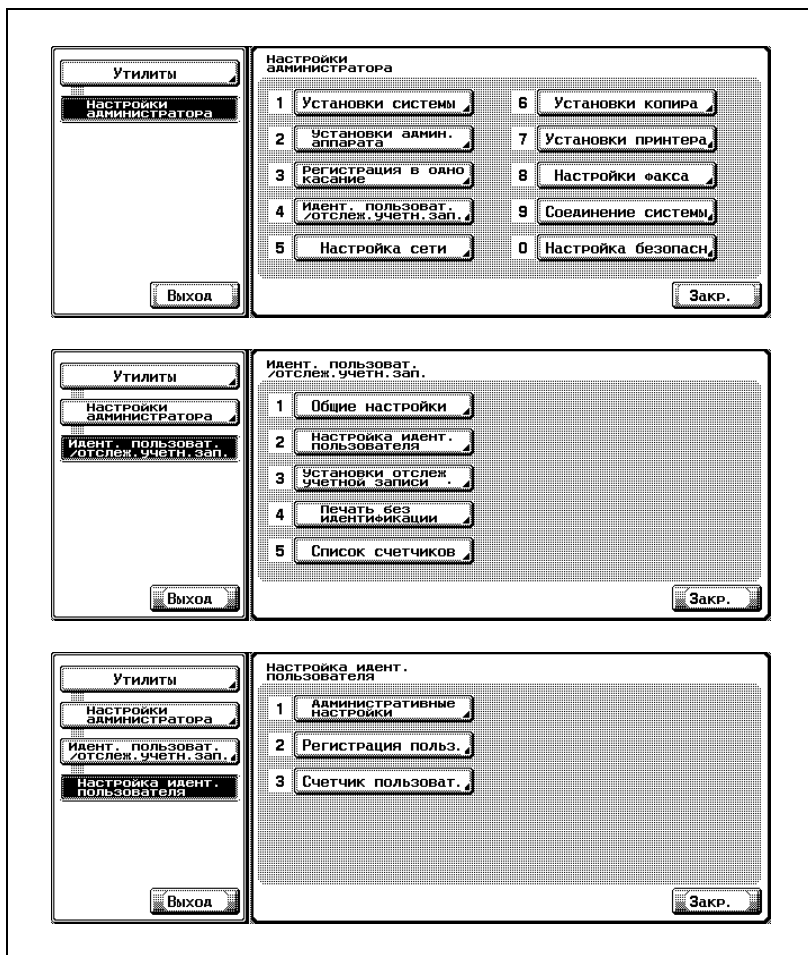 Утилиты
Настройки
администратора
Выход
Настройки
администратора
1 Установки системы
2 Установки админ.
аппарата
3 Регистрация в одно
касание
4 Идент. пользоват.
/отслеж.учетн.зап.
5 Настройка сети
6 Установки копира
7 Установки принтера
8 Настройки факса
9 Соединение системы
0 Настройка безопасн
Закр.
Утилиты
Настройки
администратора
Идент. пользоват.
/отслеж.учетн.зап.
Выход
Идент. пользоват.
/отслеж.учетн.зап.
1 Общие настройки
2 Настройка идент.
пользователя
3 Установки отслеж
учетной записи .
4 Печать без
идентификации
5 Список счетчиков
Закр.
Утилиты
Настройки
администратора
Идент. пользоват.
/отслеж.учетн.зап.
Настройка идент.
пользователя
Выход
Настройка идент.
пользователя
1 Административные
настройки
2 Регистрация польз.
3 Счетчик пользоват.
Закр.